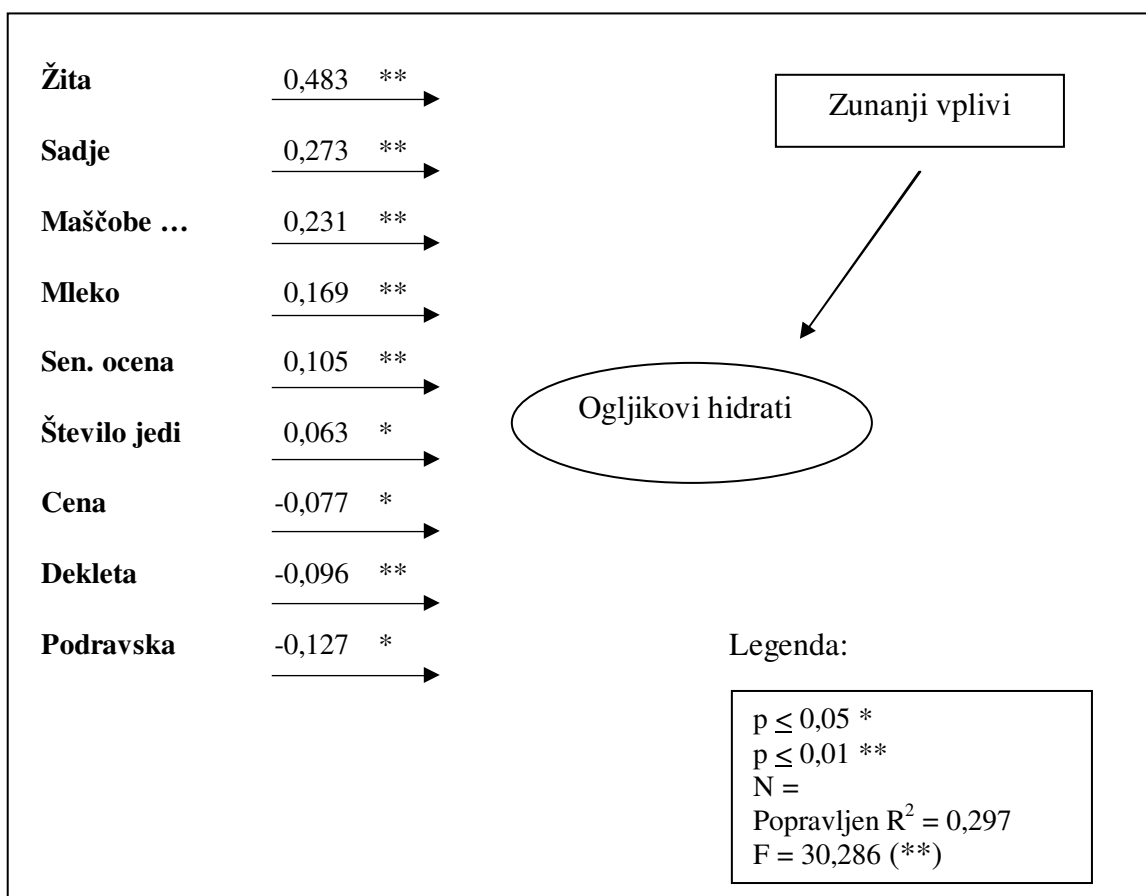 Žita 0,483 **
Sadje 0,273 **
Maščobe … 0,231 **
Mleko 0,169 **
Sen. ocena 0,105 **
Število jedi 0,063 *
Cena -0,077 *
Dekleta -0,096 **
Podravska -0,127 *
Zunanji vplivi
Ogljikovi hidrati
Legenda:
p ≤ 0,05 *
p ≤ 0,01 **
N =
Popravljen R² = 0,297
F = 30,286 (**)